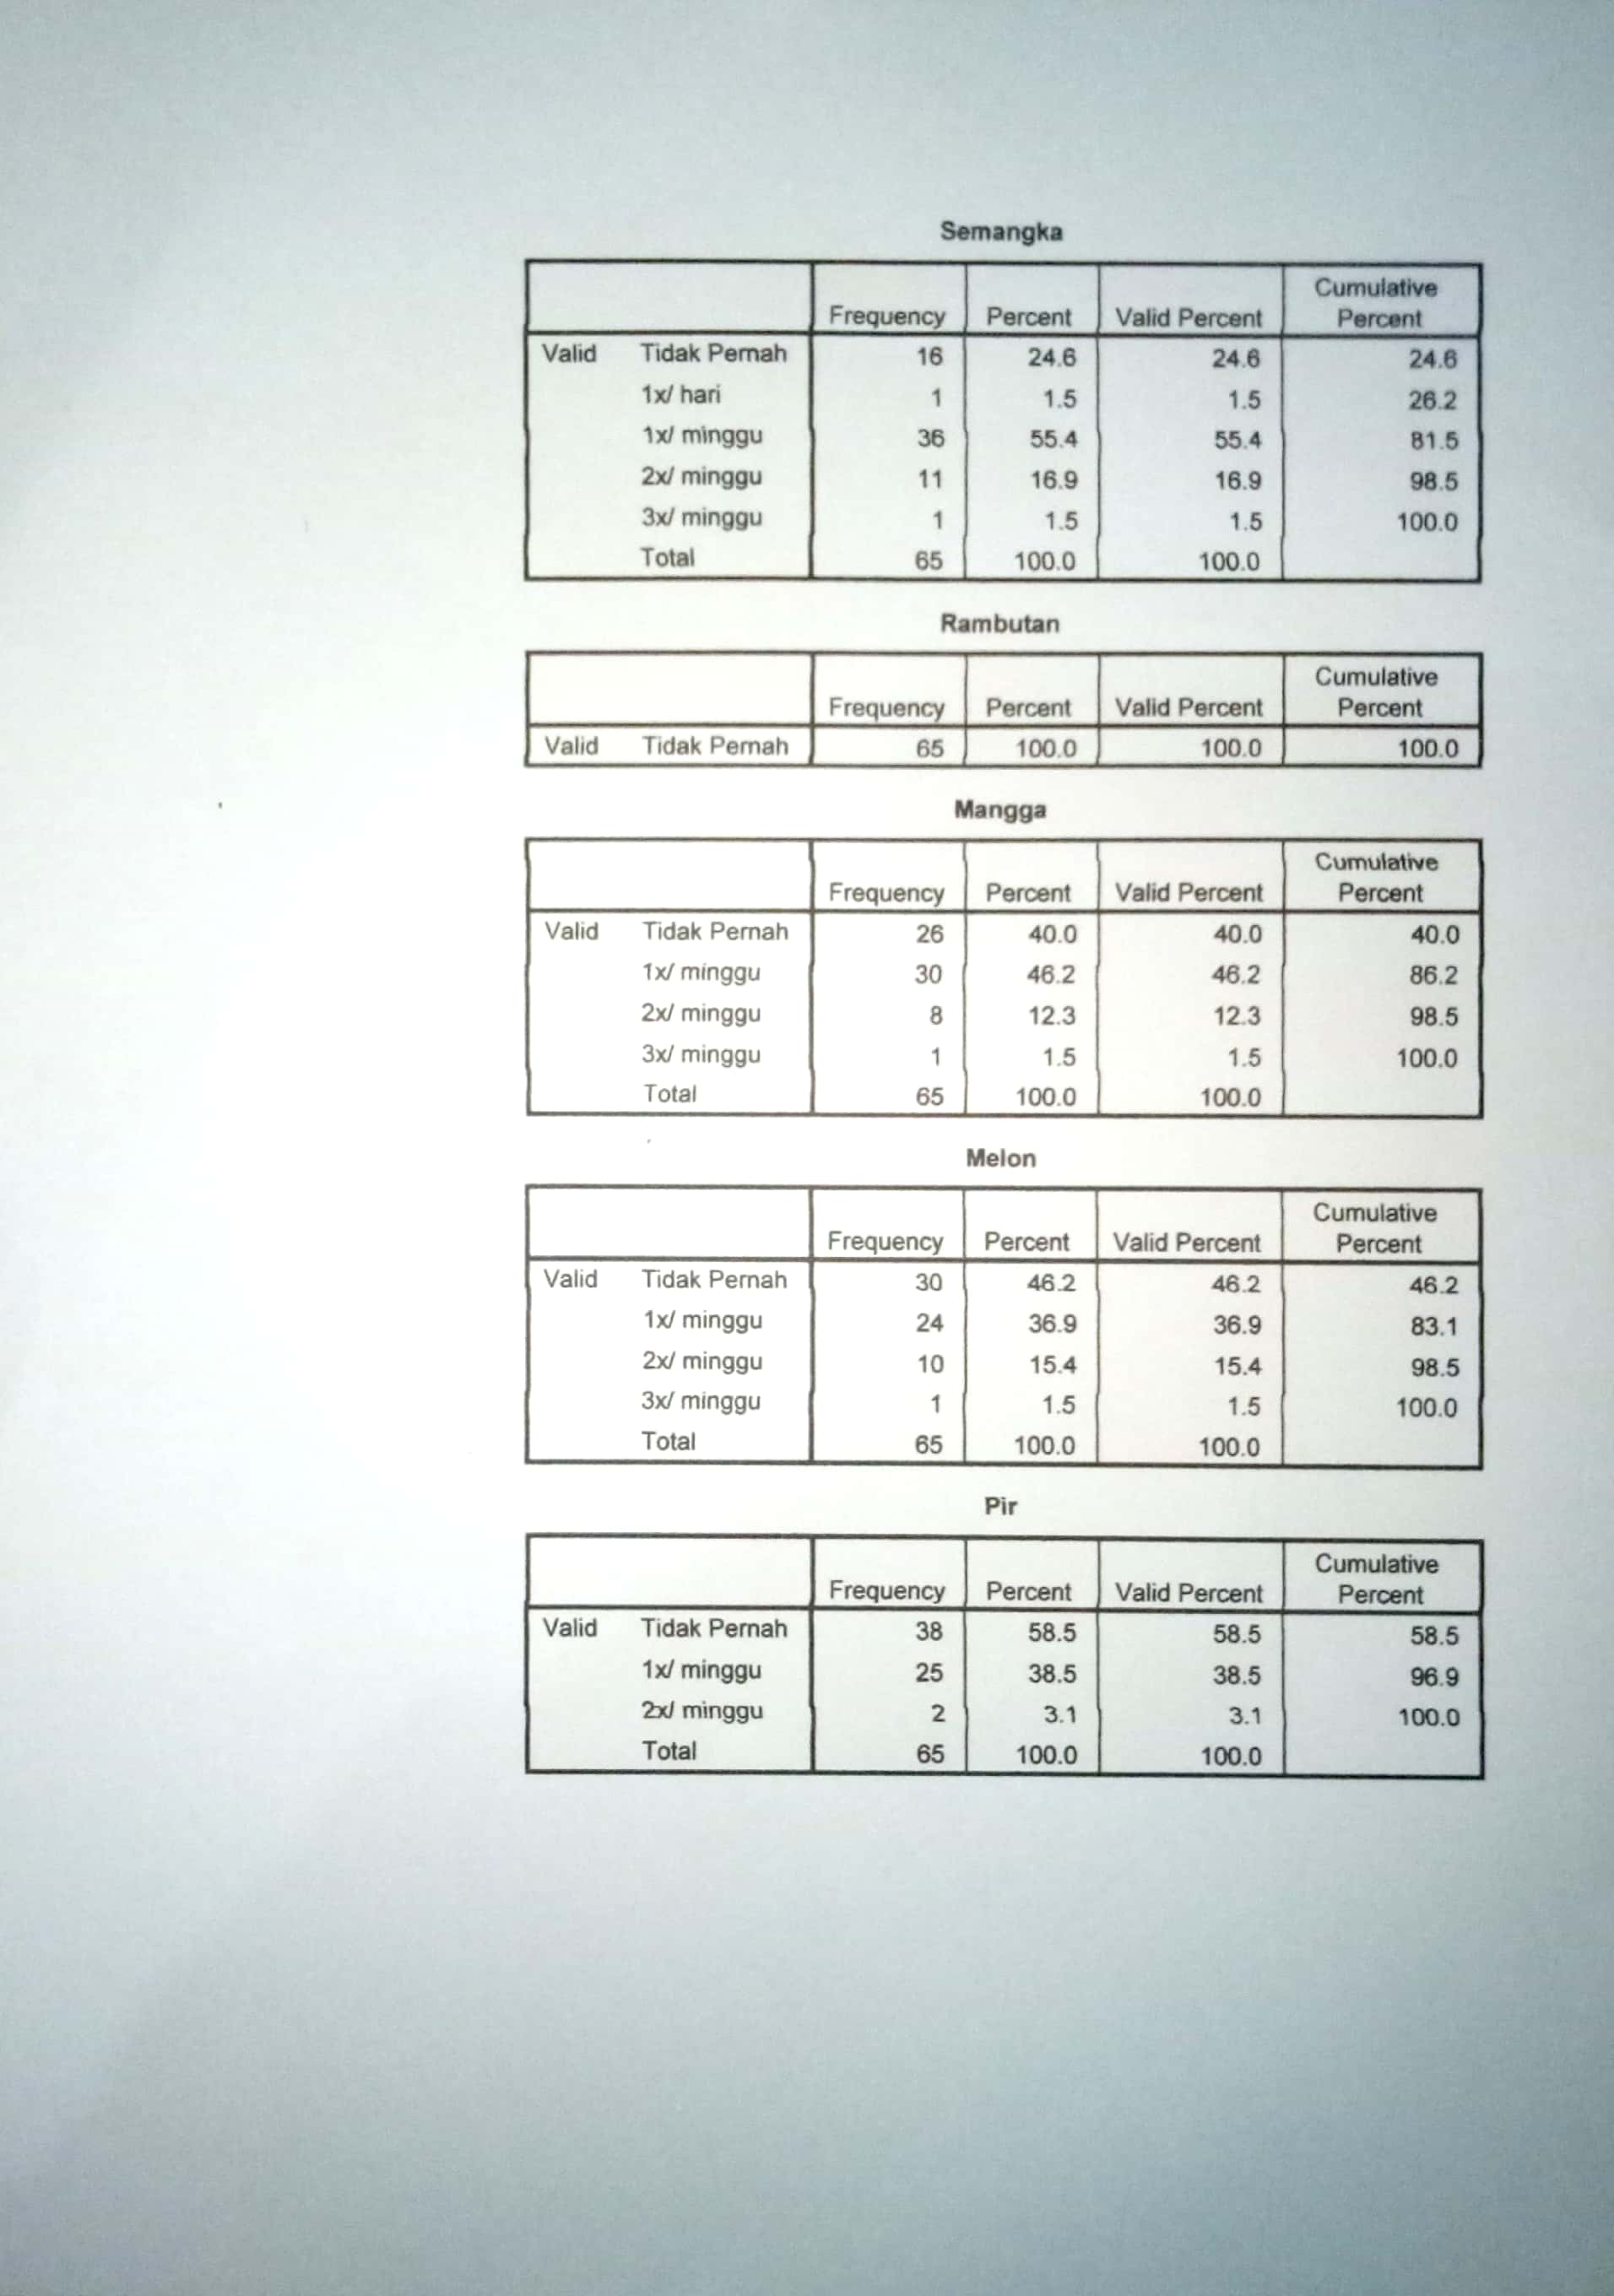 Semangka
Frequency Percent Valid Percent Cumulative Percent
Valid Tidak Pernah 16 24.6 24.6 24.6
1x/ hari 1 1.5 1.5 26.2
1x/ minggu 36 55.4 55.4 81.5
2x/ minggu 11 16.9 16.9 98.5
3x/ minggu 1 1.5 1.5 100.0
Total 65 100.0 100.0
Rambutan
Frequency Percent Valid Percent Cumulative Percent
Valid Tidak Pernah 65 100.0 100.0 100.0
Mangga
Frequency Percent Valid Percent Cumulative Percent
Valid Tidak Pernah 26 40.0 40.0 40.0
1x/ minggu 30 46.2 46.2 86.2
2x/ minggu 8 12.3 12.3 98.5
3x/ minggu 1 1.5 1.5 100.0
Total 65 100.0 100.0
Melon
Frequency Percent Valid Percent Cumulative Percent
Valid Tidak Pernah 30 46.2 46.2 46.2
1x/ minggu 24 36.9 36.9 83.1
2x/ minggu 10 15.4 15.4 98.5
3x/ minggu 1 1.5 1.5 100.0
Total 65 100.0 100.0
Pir
Frequency Percent Valid Percent Cumulative Percent
Valid Tidak Pernah 38 58.5 58.5 58.5
1x/ minggu 25 38.5 38.5 96.9
2x/ minggu 2 3.1 3.1 100.0
Total 65 100.0 100.0